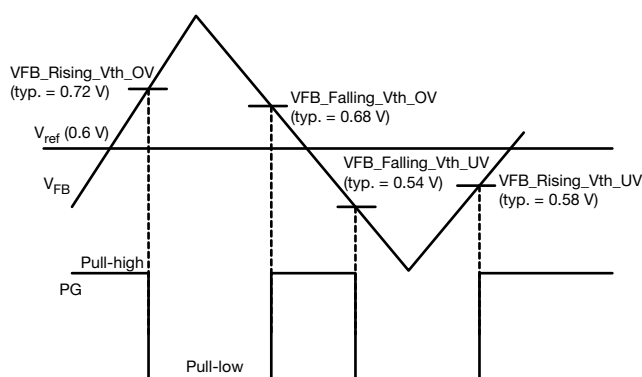 VFB_Rising_Vth_OV
(typ. = 0.72 V)
VFB_Falling_Vth_OV
(typ. = 0.68 V)
Vref (0.6 V)
VFB_Falling_Vth_UV
(typ. = 0.54 V)
VFB_Rising_Vth_UV
(typ. = 0.58 V)
VFB
Pull-high
PG
Pull-low